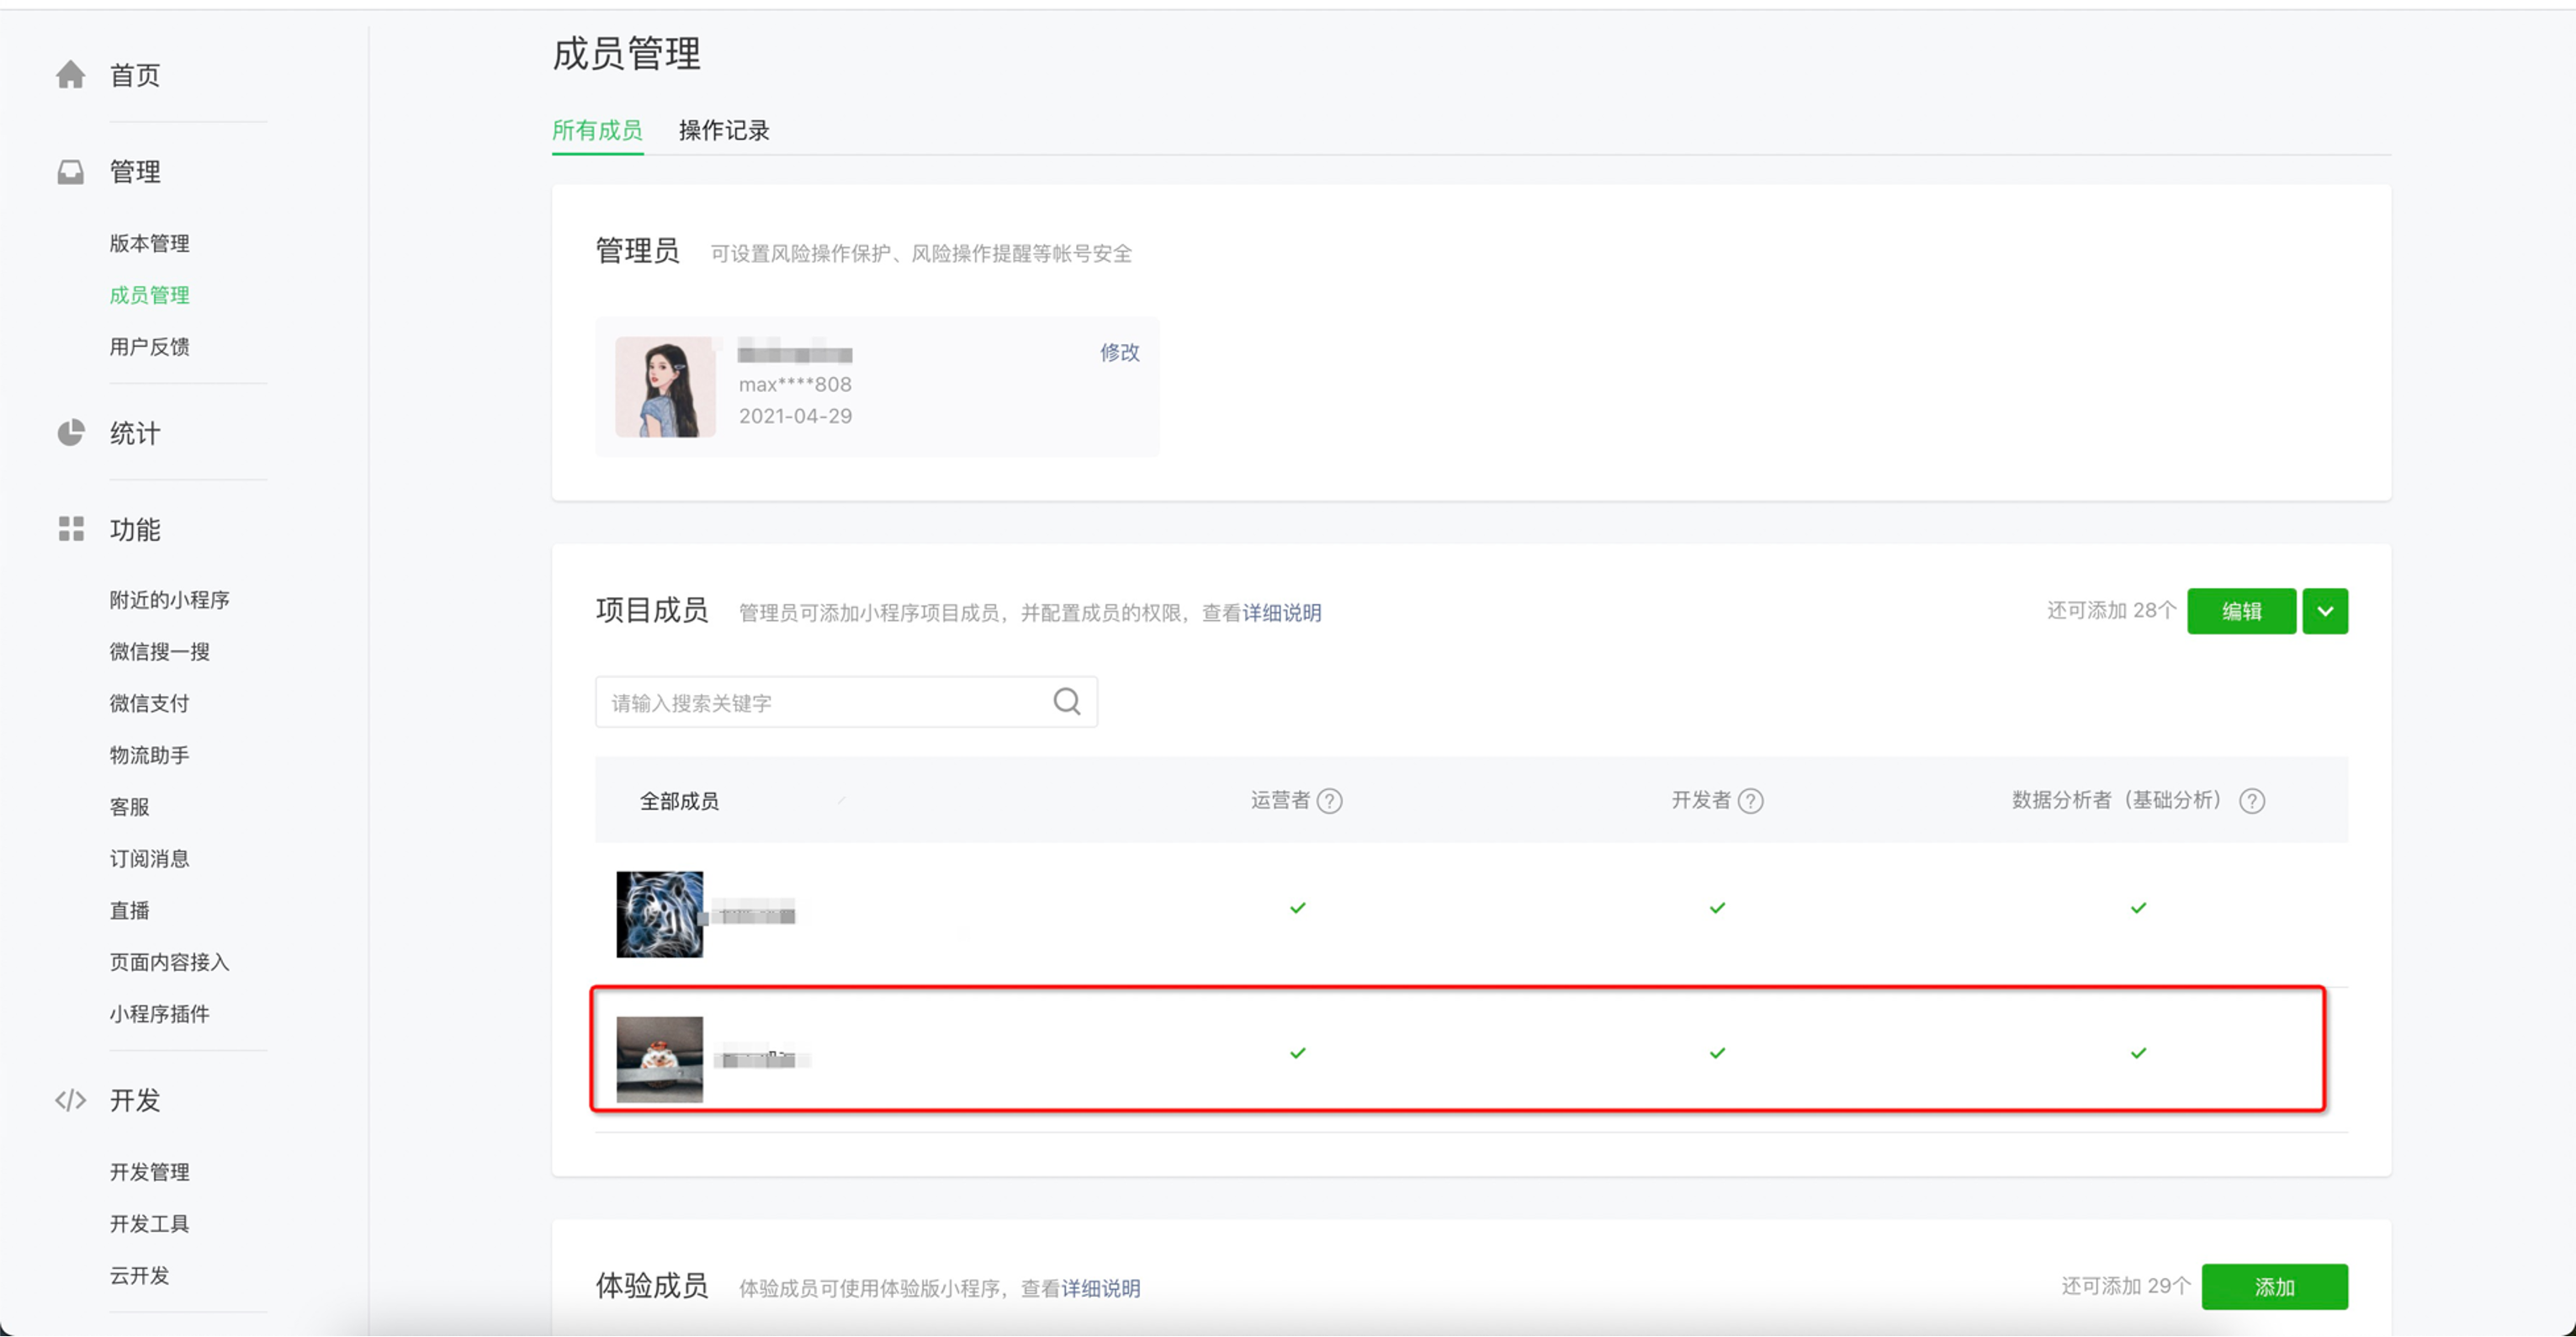 首页
管理
版本管理
成员管理
用户反馈
统计
功能
附近的小程序
微信搜一搜
微信支付
物流助手
客服
订阅消息
直播
页面内容接入
小程序插件
开发
开发管理
开发工具
云开发
成员管理
所有成员 操作记录
管理员 可设置风险操作保护、风险操作提醒等帐号安全
修改
max****808
2021-04-29
项目成员 管理员可添加小程序项目成员，并配置成员的权限，查看详细说明 还可添加 28个 编辑
请输入搜索关键字
全部成员 运营者 ? 开发者 ? 数据分析者（基础分析） ?
体验成员 体验成员可使用体验版小程序，查看详细说明 还可添加 29个 添加